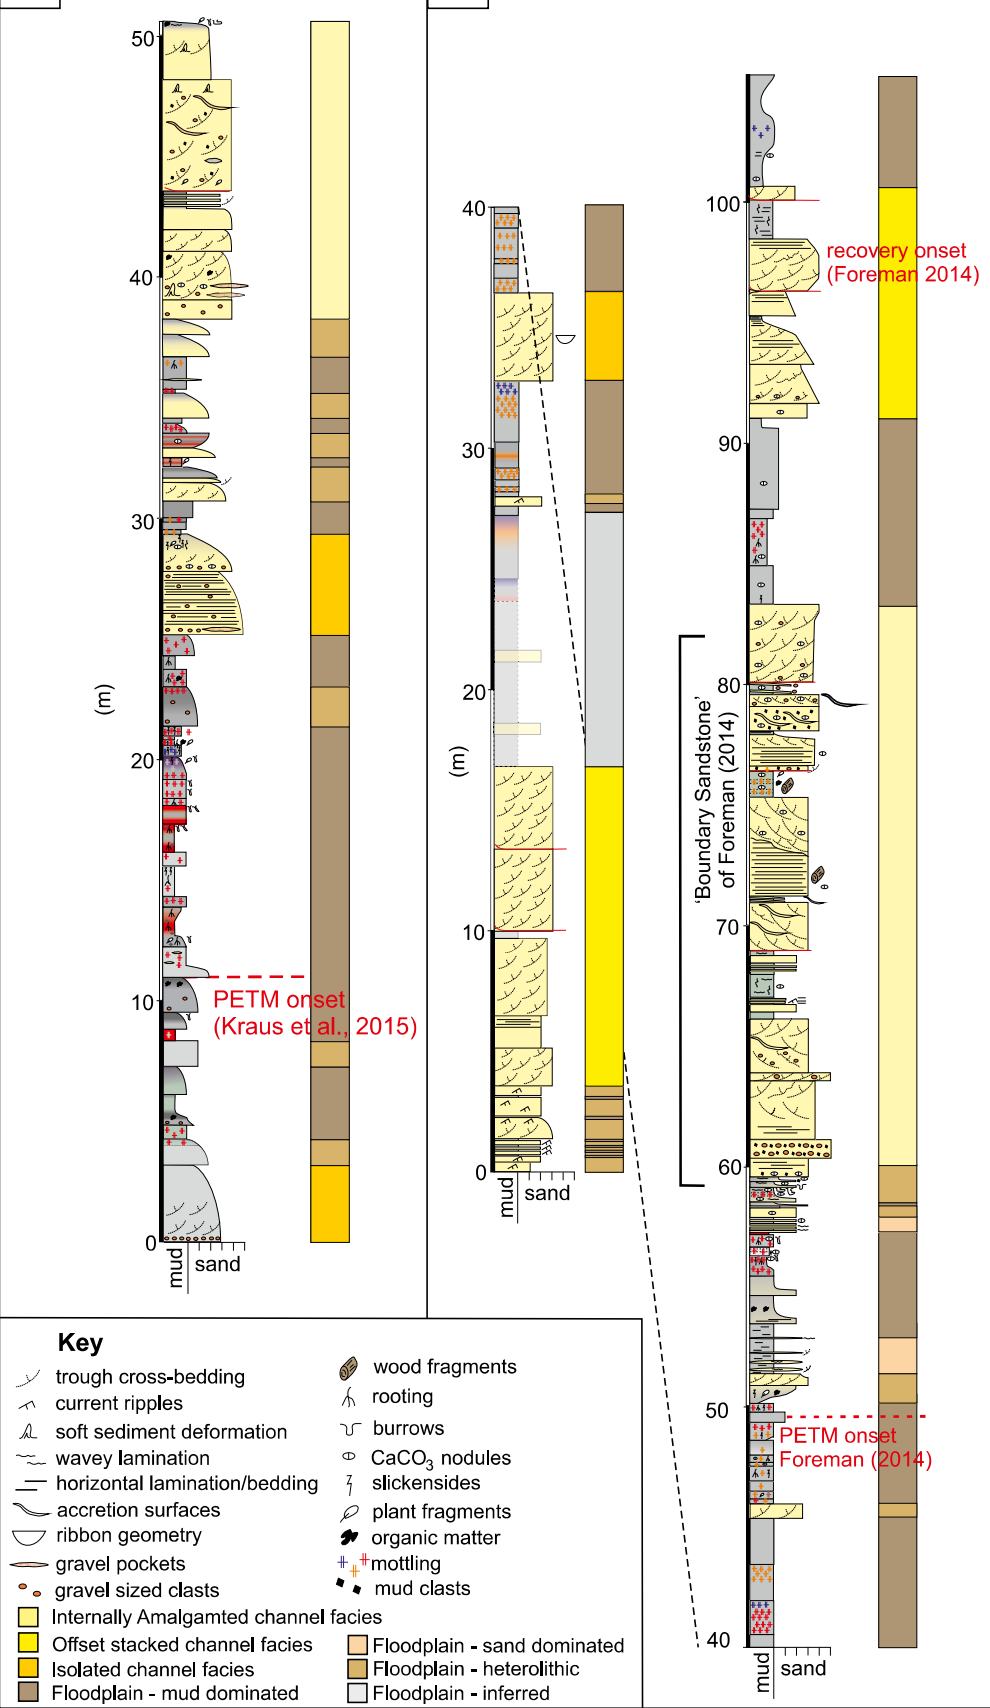 50
40
30
(m)
20
10
0
mud
sand
PETM onset
(Kraus et al., 2015)
40
30
20
(m)
10
0
mud
sand
100
90
80
70
60
50
40
mud
sand
recovery onset
(Foreman 2014)
'Boundary Sandstone'
of Foreman (2014)
PETM onset
Foreman (2014)
Key
trough cross-bedding
current ripples
soft sediment deformation
wavey lamination
horizontal lamination/bedding
accretion surfaces
ribbon geometry
gravel pockets
gravel sized clasts
wood fragments
rooting
burrows
CaCO3 nodules
slickensides
plant fragments
organic matter
mottling
mud clasts
Internally Amalgamted channel facies
Offset stacked channel facies
Isolated channel facies
Floodplain - mud dominated
Floodplain - sand dominated
Floodplain - heterolithic
Floodplain - inferred